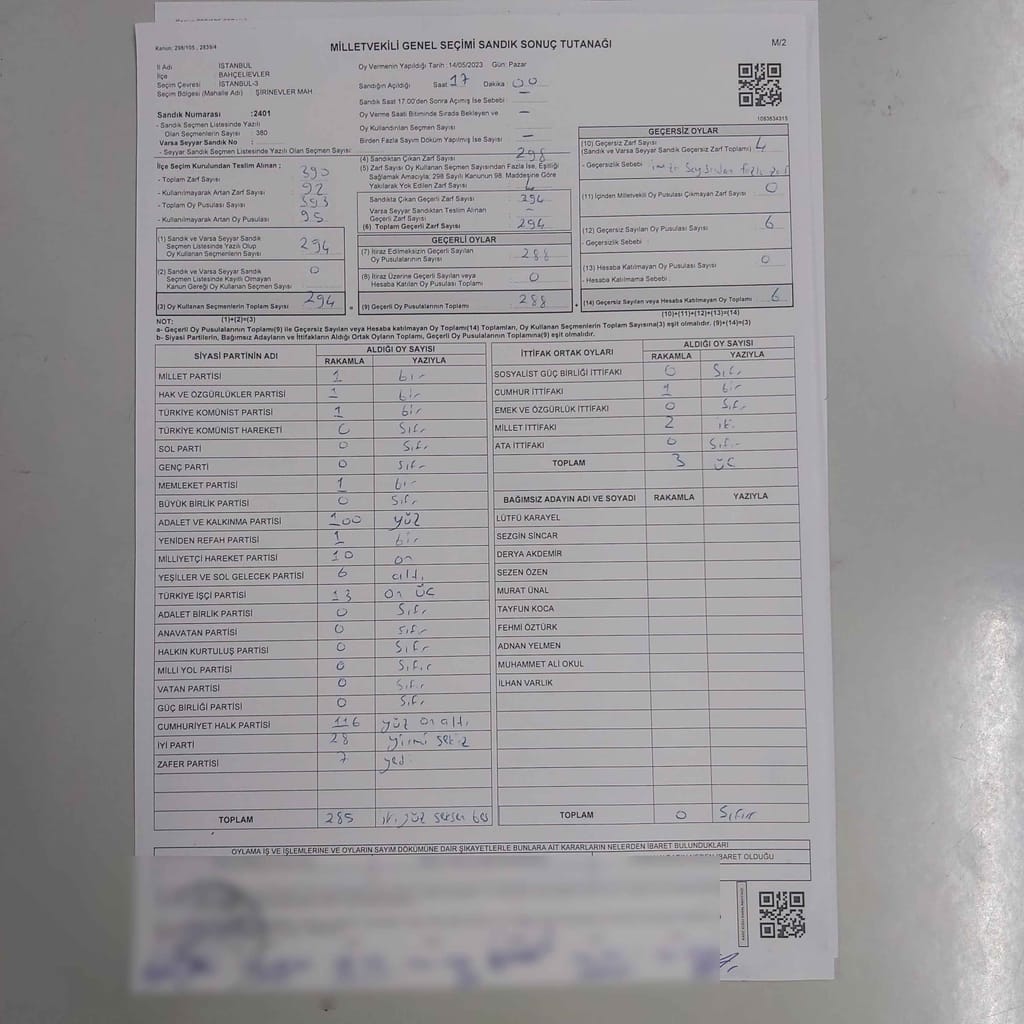 Kanun: 298/105 , 2839/4
MİLLETVEKİLİ GENEL SEÇİMİ SANDIK SONUÇ TUTANAĞI
M/2
İl Adı : İSTANBUL
İlçe : BAHÇELİEVLER
Seçim Çevresi : İSTANBUL-3
Seçim Bölgesi (Mahalle Adı) : ŞİRİNEVLER MAH
Sandık Numarası :2401
- Sandık Seçmen Listesinde Yazılı
Olan Seçmenlerin Sayısı : 380
Varsa Seyyar Sandık No :
- Seyyar Sandık Seçmen Listesinde Yazılı Olan Seçmen Sayısı:
Oy Vermenin Yapıldığı Tarih :14/05/2023 Gün: Pazar
Sandığın Açıldığı Saat 17 Dakika 00
Sandık Saat 17:00'den Sonra Açımış İse Sebebi : –
Oy Verme Saati Bitiminde Sırada Bekleyen ve
Oy Kullandırılan Seçmen Sayısı –
Birden Fazla Sayım Döküm Yapılmış İse Sayısı : –
1083634315
İlçe Seçim Kurulundan Teslim Alınan ;
- Toplam Zarf Sayısı : 390
- Kullanılmayarak Artan Zarf Sayısı : 92
- Toplam Oy Pusulası Sayısı : 393
- Kullanılmayarak Artan Oy Pusulası : 95
(4) Sandıktan Çıkan Zarf Sayısı : 298
(5) Zarf Sayısı Oy Kullanan Seçmen Sayısından Fazla İse, Eşitliği
Sağlamak Amacıyla; 298 Sayılı Kanunun 98. Maddesine Göre
Yakılarak Yok Edilen Zarf Sayısı : 4
Sandıkta Çıkan Geçerli Zarf Sayısı : 294
Varsa Seyyar Sandıktan Teslim Alınan
Geçerli Zarf Sayısı : –
(6) Toplam Geçerli Zarf Sayısı : 294
GEÇERSİZ OYLAR
(10) Geçersiz Zarf Sayısı : 4
(Sandık ve Varsa Seyyar Sandık Geçersiz Zarf Toplamı)
- Geçersizlik Sebebi : imza Sayısından fazla zarf
(11) İçinden Milletvekili Oy Pusulası Çıkmayan Zarf Sayısı : 0
(12) Geçersiz Sayılan Oy Pusulası Sayısı : 6
- Geçersizlik Sebebi :
(13) Hesaba Katılmayan Oy Pusulası Sayısı : 0
- Hesaba Katılmama Sebebi :
(14) Geçersiz Sayılan veya Hesaba Katılmayan Oy Toplamı : 6
(10)+(11)+(12)+(13)=(14)
(1) Sandık ve Varsa Seyyar Sandık
Seçmen Listesinde Yazılı Olup
Oy Kullanan Seçmenlerin Sayısı : 294
(2) Sandık ve Varsa Seyyar Sandık
Seçmen Listesinde Kayıtlı Olmayan
Kanun Gereği Oy Kullanan Seçmenlerin Sayısı : 0
(3) Oy Kullanan Seçmenlerin Toplam Sayısı : 294
(1)+(2)=(3)
GEÇERLİ OYLAR
(7) İtiraz Edilmeksizin Geçerli Sayılan
Oy Pusulalarının Sayısı : 288
(8) İtiraz Üzerine Geçerli Sayılan veya
Hesaba Katılan Oy Pusulası Toplamı : 0
(9) Geçerli Oy Pusulalarının Toplamı : 288
NOT:
a- Geçerli Oy Pusulalarının Toplamı(9) ile Geçersiz Sayılan veya Hesaba katılmayan Oy Toplamı(14) Toplamları, Oy Kullanan Seçmenlerin Toplam Sayısına(3) eşit olmalıdır. (9)+(14)=(3)
b- Siyasi Partilerin, Bağımsız Adayların ve İttifakların Aldığı Ortak Oyların Toplamı, Geçerli Oy Pusulalarının Toplamına(9) eşit olmalıdır.
SİYASİ PARTİNİN ADI ALDIĞI OY SAYISI
RAKAMLA YAZIYLA
MİLLET PARTİSİ 1 bir
HAK VE ÖZGÜRLÜKLER PARTİSİ 1 bir
TÜRKİYE KOMÜNİST PARTİSİ 1 bir
TÜRKİYE KOMÜNİST HAREKETİ 0 Sıfır
SOL PARTİ 0 Sıfır
GENÇ PARTİ 0 Sıfır
MEMLEKET PARTİSİ 1 bir
BÜYÜK BİRLİK PARTİSİ 0 Sıfır
ADALET VE KALKINMA PARTİSİ 100 yüz
YENİDEN REFAH PARTİSİ 1 bir
MİLLİYETÇİ HAREKET PARTİSİ 10 on
YEŞİLLER VE SOL GELECEK PARTİSİ 6 altı
TÜRKİYE İŞÇİ PARTİSİ 13 on üç
ADALET BİRLİK PARTİSİ 0 Sıfır
ANAVATAN PARTİSİ 0 Sıfır
HALKIN KURTULUŞ PARTİSİ 0 Sıfır
MİLLİ YOL PARTİSİ 0 Sıfır
VATAN PARTİSİ 0 Sıfır
GÜÇ BİRLİĞİ PARTİSİ 0 Sıfır
CUMHURİYET HALK PARTİSİ 116 yüz on altı
İYİ PARTİ 28 yirmi sekiz
ZAFER PARTİSİ 7 yedi
TOPLAM 285 iki yüz seksen beş
İTTİFAK ORTAK OYLARI ALDIĞI OY SAYISI
RAKAMLA YAZIYLA
SOSYALİST GÜÇ BİRLİĞİ İTTİFAKI 0 Sıfır
CUMHUR İTTİFAKI 1 bir
EMEK VE ÖZGÜRLÜK İTTİFAKI 0 Sıfır
MİLLET İTTİFAKI 2 iki
ATA İTTİFAKI 0 Sıfır
TOPLAM 3 üç
BAĞIMSIZ ADAYIN ADI VE SOYADI RAKAMLA YAZIYLA
LÜTFÜ KARAYEL
SEZGİN SİNCAR
DERYA AKDEMİR
SEZEN ÖZEN
MURAT ÜNAL
TAYFUN KOCA
FEHMİ ÖZTÜRK
ADNAN YELMEN
MUHAMMET ALİ OKUL
İLHAN VARLIK
TOPLAM 0 Sıfır
OYLAMA İŞ VE İŞLEMLERİNE VE OYLARIN SAYIM DÖKÜMÜNE DAİR ŞİKAYETLERLE BUNLARA AİT KARARLARIN NELERDEN İBARET BULUNDUKLARI
İBARET OLDUĞU